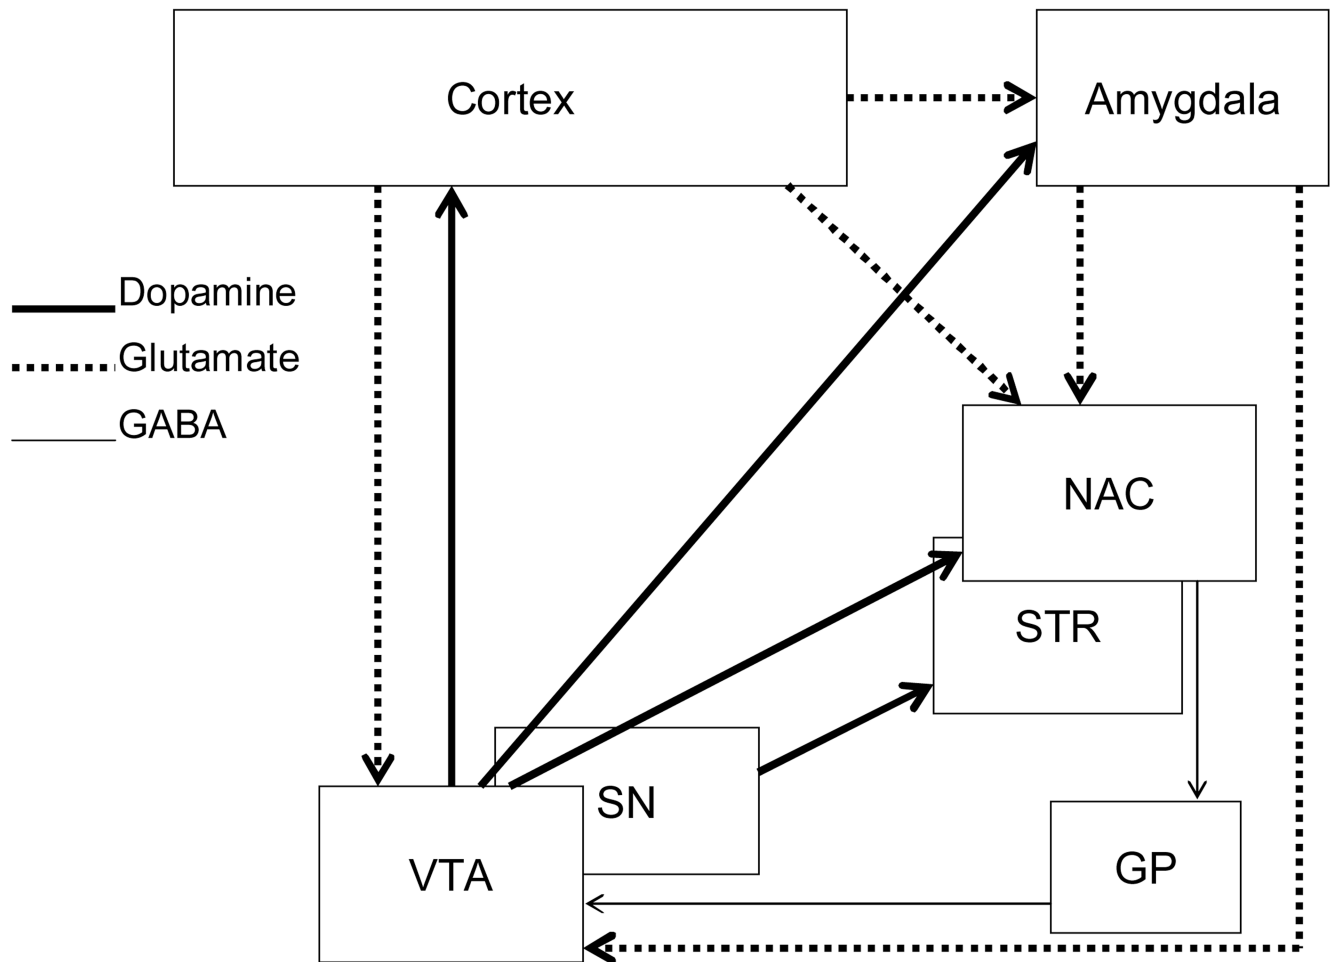 Cortex
Amygdala
Dopamine
Glutamate
GABA
NAC
STR
SN
VTA
GP